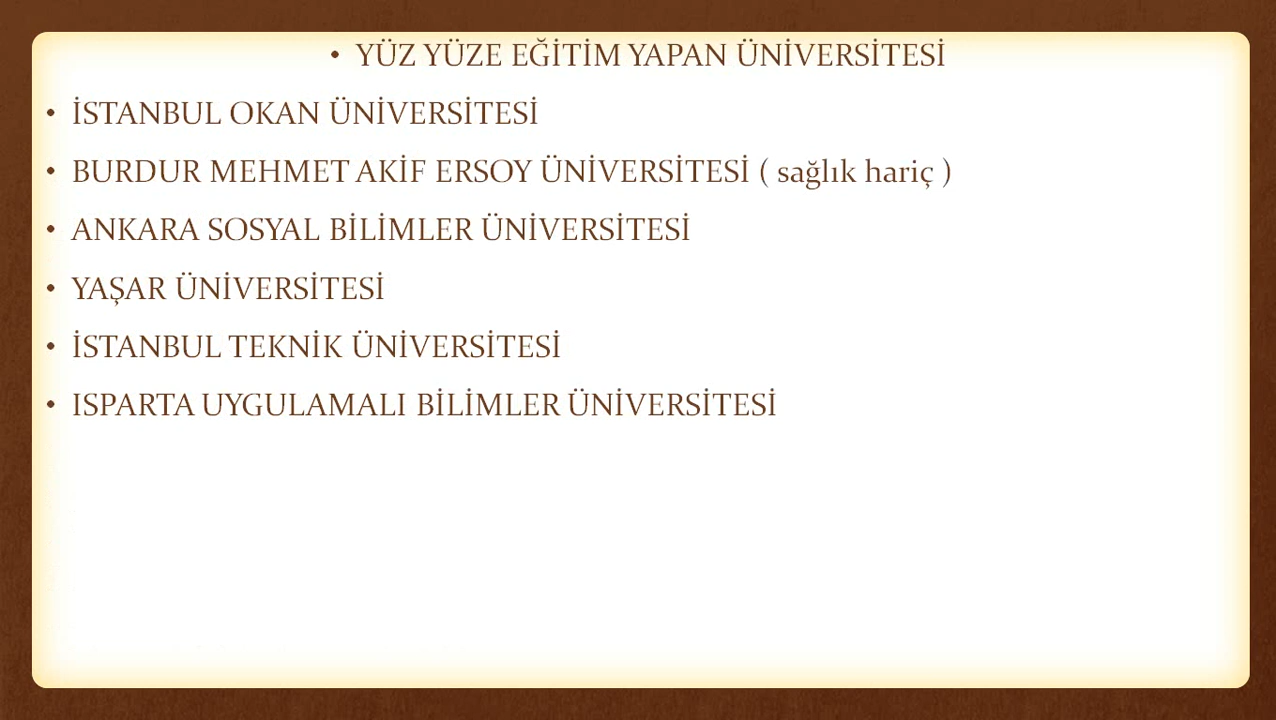 • YÜZ YÜZE EĞİTİM YAPAN ÜNİVERSİTESİ
• İSTANBUL OKAN ÜNİVERSİTESİ
• BURDUR MEHMET AKİF ERSOY ÜNİVERSİTESİ ( sağlık hariç )
• ANKARA SOSYAL BİLİMLER ÜNİVERSİTESİ
• YAŞAR ÜNİVERSİTESİ
• İSTANBUL TEKNİK ÜNİVERSİTESİ
• ISPARTA UYGULAMALI BİLİMLER ÜNİVERSİTESİ